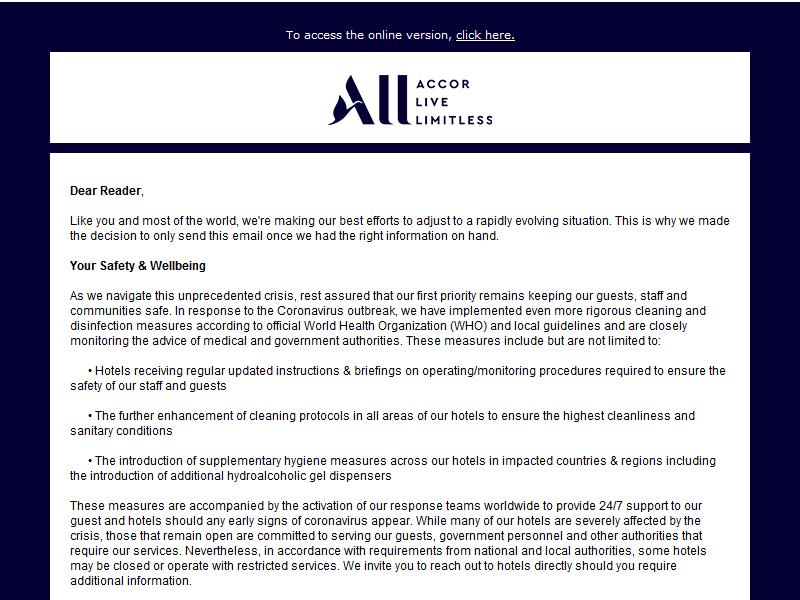 To access the online version, click here.
All ACCOR
LIVE
LIMITLESS
Dear Reader,
Like you and most of the world, we're making our best efforts to adjust to a rapidly evolving situation. This is why we made
the decision to only send this email once we had the right information on hand.
Your Safety & Wellbeing
As we navigate this unprecedented crisis, rest assured that our first priority remains keeping our guests, staff and
communities safe. In response to the Coronavirus outbreak, we have implemented even more rigorous cleaning and
disinfection measures according to official World Health Organization (WHO) and local guidelines and are closely
monitoring the advice of medical and government authorities. These measures include but are not limited to:
• Hotels receiving regular updated instructions & briefings on operating/monitoring procedures required to ensure the
safety of our staff and guests
• The further enhancement of cleaning protocols in all areas of our hotels to ensure the highest cleanliness and
sanitary conditions
• The introduction of supplementary hygiene measures across our hotels in impacted countries & regions including
the introduction of additional hydroalcoholic gel dispensers
These measures are accompanied by the activation of our response teams worldwide to provide 24/7 support to our
guest and hotels should any early signs of coronavirus appear. While many of our hotels are severely affected by the
crisis, those that remain open are committed to serving our guests, government personnel and other authorities that
require our services. Nevertheless, in accordance with requirements from national and local authorities, some hotels
may be closed or operate with restricted services. We invite you to reach out to hotels directly should you require
additional information.